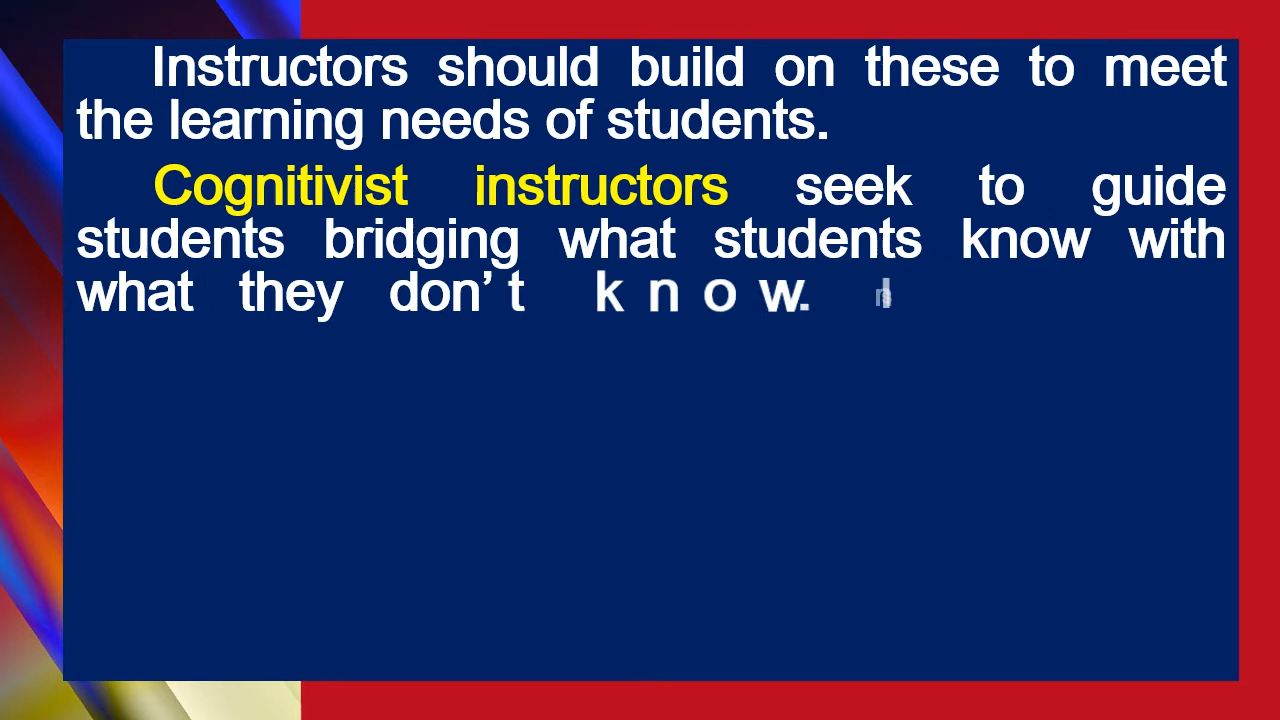 Instructors should build on these to meet
the learning needs of students.
Cognitivist instructors seek to guide
students bridging what students know with
what they don’t know.